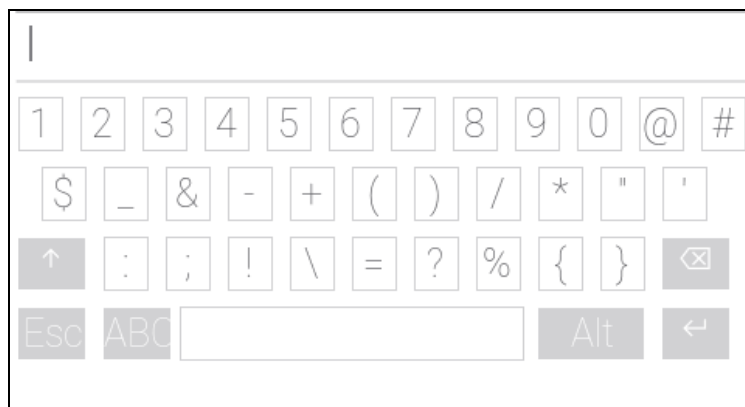 1 2 3 4 5 6 7 8 9 0 @ #
$ _ & - + ( ) / * " '
↑ : ; ! \ = ? % { } ⌫
Esc ABC Alt ↵